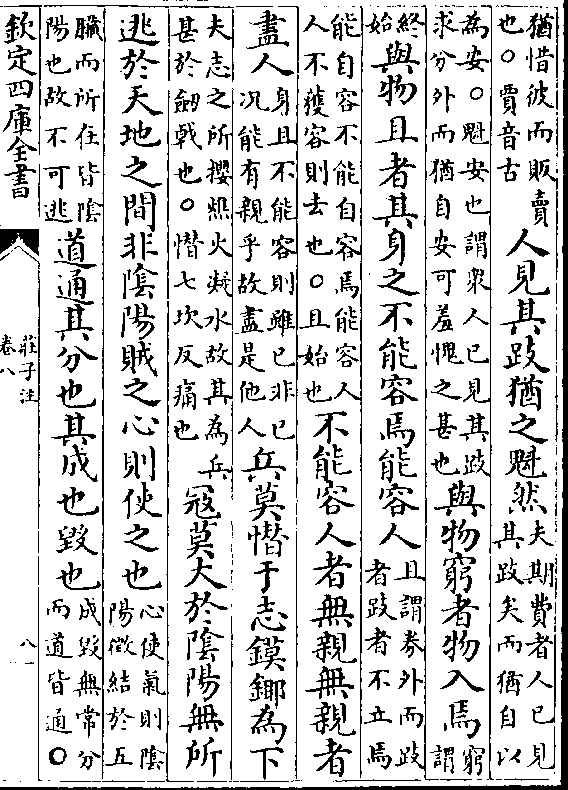 猶惜彼而販賣
也○賈音古
人見其跂猶之魁然
夫期費者人已見
其跂矣而猶自以
為安○魁安也謂衆人已見其跂
求分外而猶自安可羞愧之甚也
與物窮者物入焉
窮
謂
終
始
與物且者其身之不能容焉能容人
且謂券外而跂
者跂者不立焉
能自容不能自容焉能容人
人不獲容則去也○且始也
不能容人者無親無親者
盡人
身且不能容則雖已非已
况能有親乎故盡是他人
兵莫憯于志鏌鎁為下
夫志之所攖燋火凝水故其為兵
甚於劒戟也○憯七坎反痛也
冦莫大於陰陽無所
逃於天地之間非陰陽賊之心則使之也
心使氣則陰
陽徴結於五
臓而所在皆陰
陽也故不可逃
道通其分也其成也毀也
成毀無常分
而道皆通○
欽定四庫全書
莊子注
卷八
八